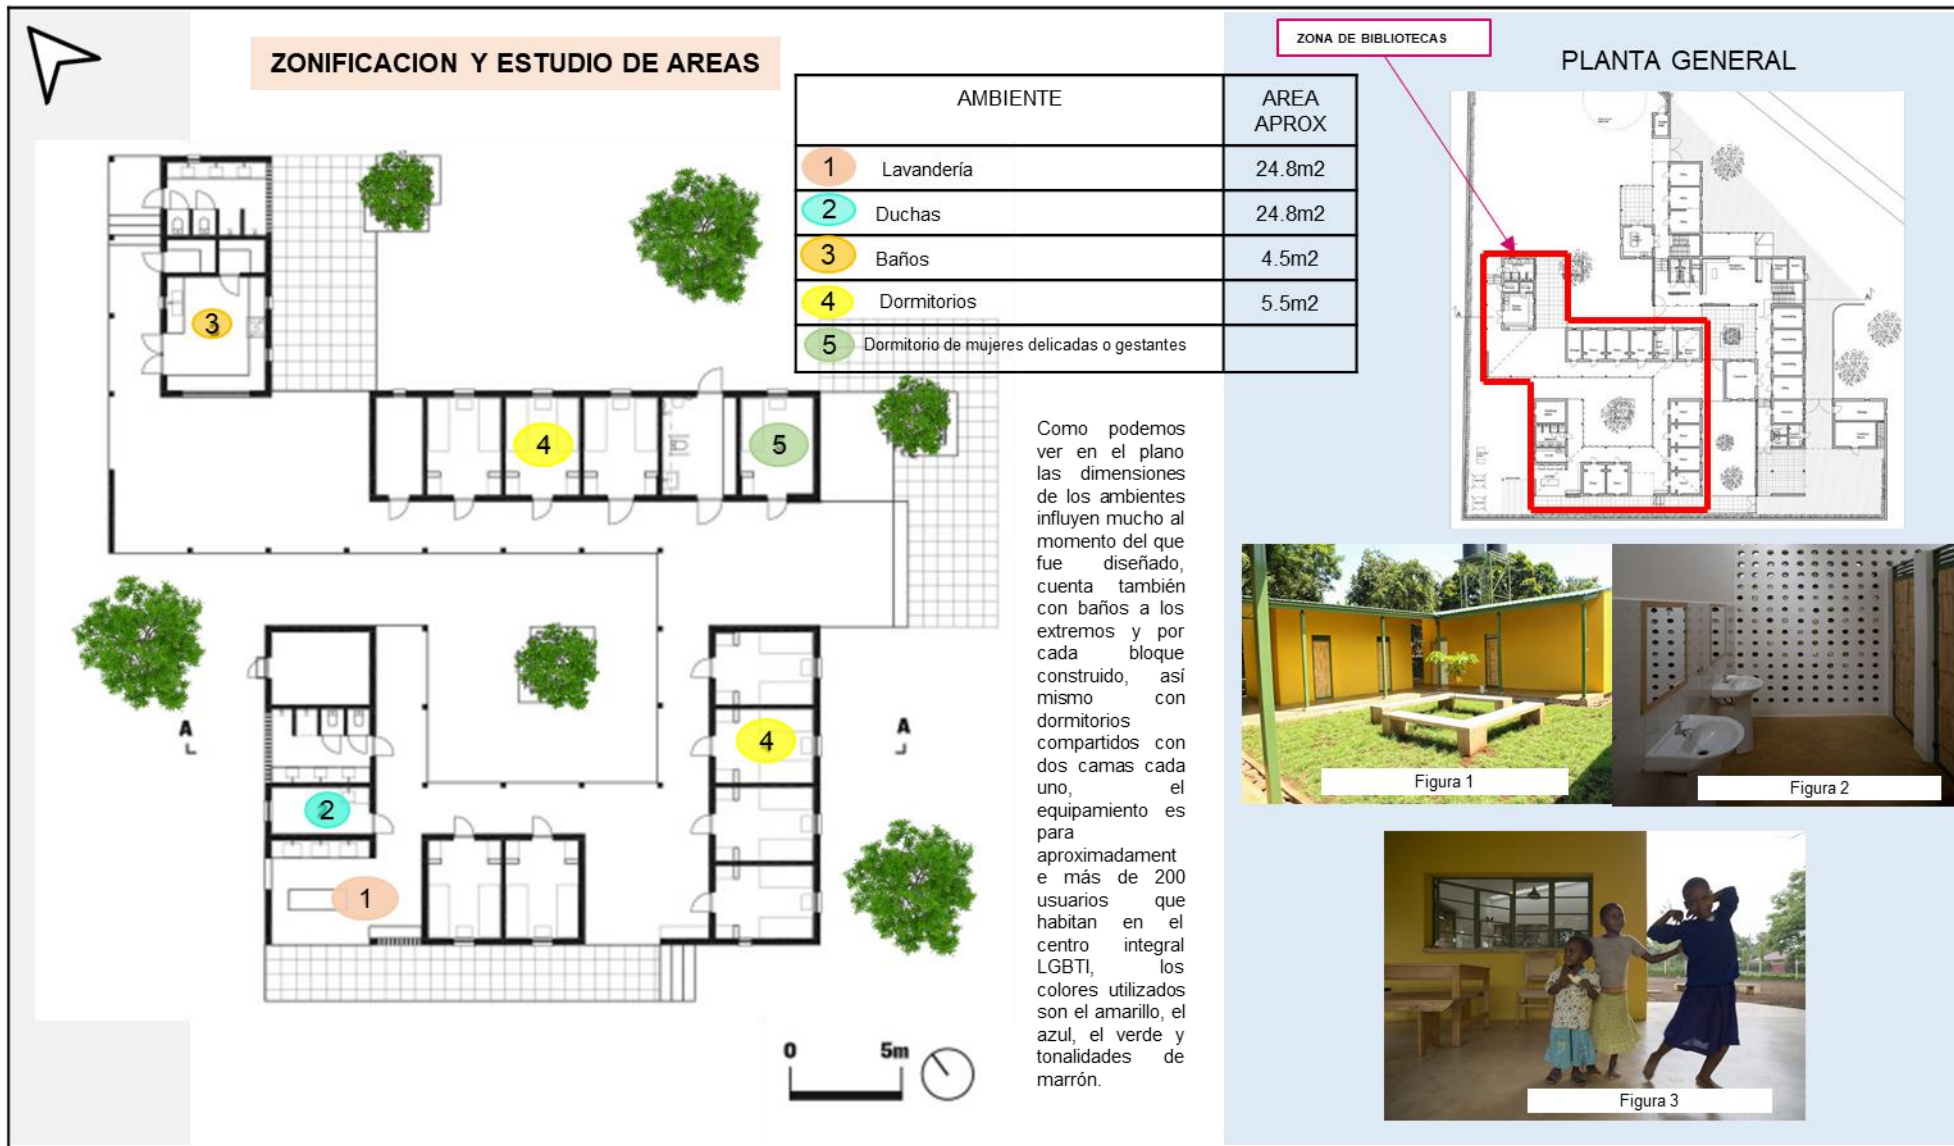 ZONIFICACION Y ESTUDIO DE AREAS
AMBIENTE
AREA
APROX
1 Lavandería 24.8m2
2 Duchas 24.8m2
3 Baños 4.5m2
4 Dormitorios 5.5m2
5 Dormitorio de mujeres delicadas o gestantes
3
4
5
A
A
4
2
1
0 5m
Como podemos
ver en el plano
las dimensiones
de los ambientes
influyen mucho al
momento del que
fue diseñado,
cuenta también
con baños a los
extremos y por
cada bloque
construido, así
mismo con
dormitorios
compartidos con
dos camas cada
uno, el
equipamiento es
para
aproximadament
e más de 200
usuarios que
habitan en el
centro integral
LGBTI, los
colores utilizados
son el amarillo, el
azul, el verde y
tonalidades de
marrón.
ZONA DE BIBLIOTECAS
PLANTA GENERAL
Figura 1
Figura 2
Figura 3